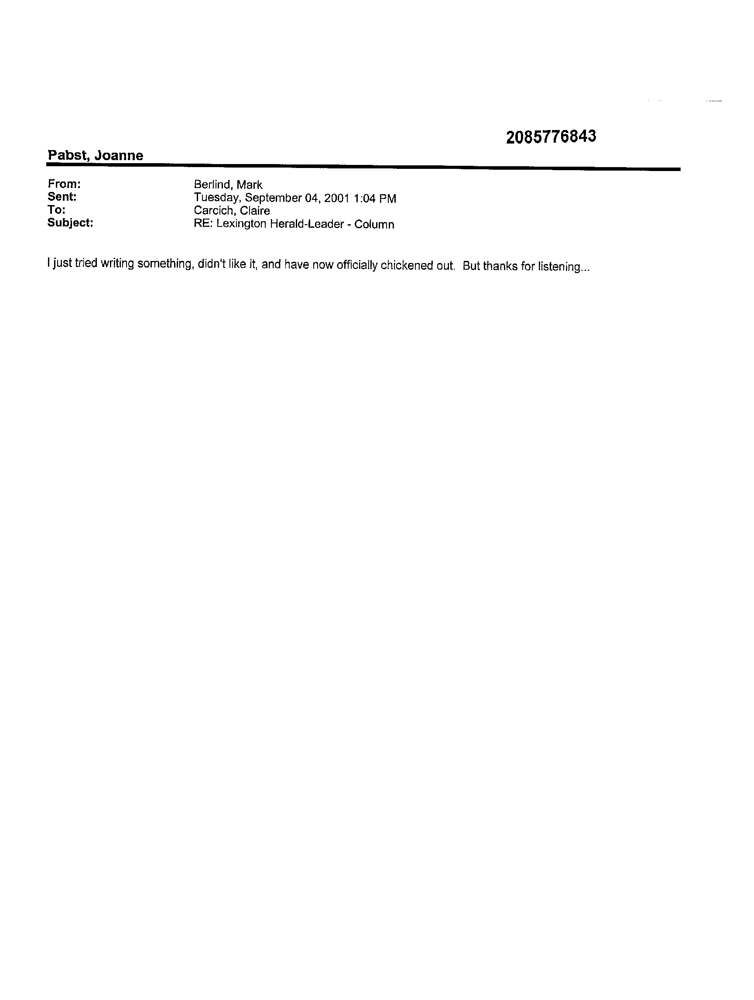 2085776843
Pabst, Joanne
From: Berlind, Mark
Sent: Tuesday, September 04, 2001 1:04 PM
To: Carcich, Claire
Subject: RE: Lexington Herald-Leader - Column
I just tried writing something, didn't like it, and have now officially chickened out.  But thanks for listening...